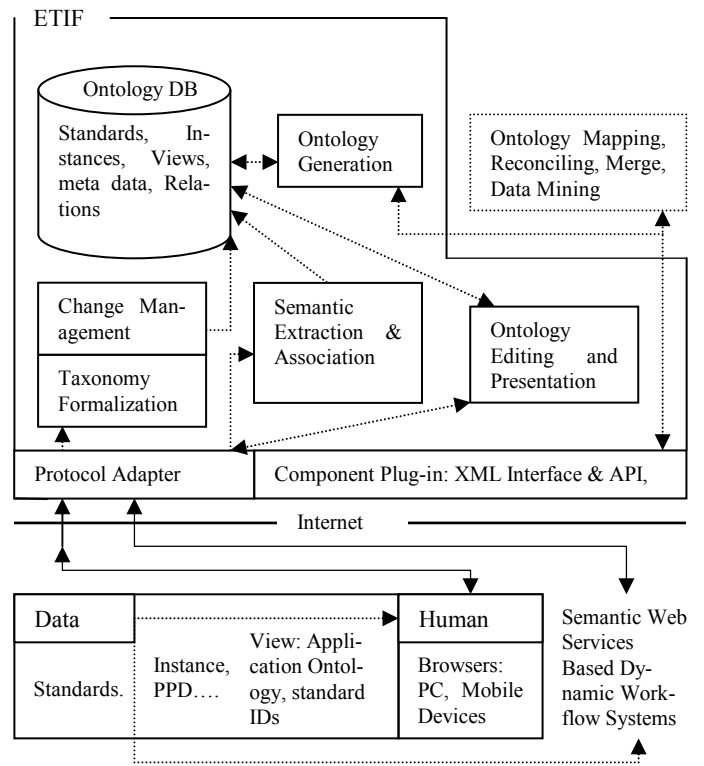 ETIF
Ontology DB
Standards, In-
stances, Views,
meta data, Rela-
tions
Ontology
Generation
Ontology Mapping,
Reconciling, Merge,
Data Mining
Change Man-
agement
Taxonomy
Formalization
Semantic
Extraction &
Association
Ontology
Editing and
Presentation
Protocol Adapter
Component Plug-in: XML Interface & API,
Internet
Data
Standards.
Instance,
PPD….
View: Appli-
cation Ontol-
ogy, standard
IDs
Human
Browsers:
PC, Mobile
Devices
Semantic Web
Services
Based Dy-
namic Work-
flow Systems